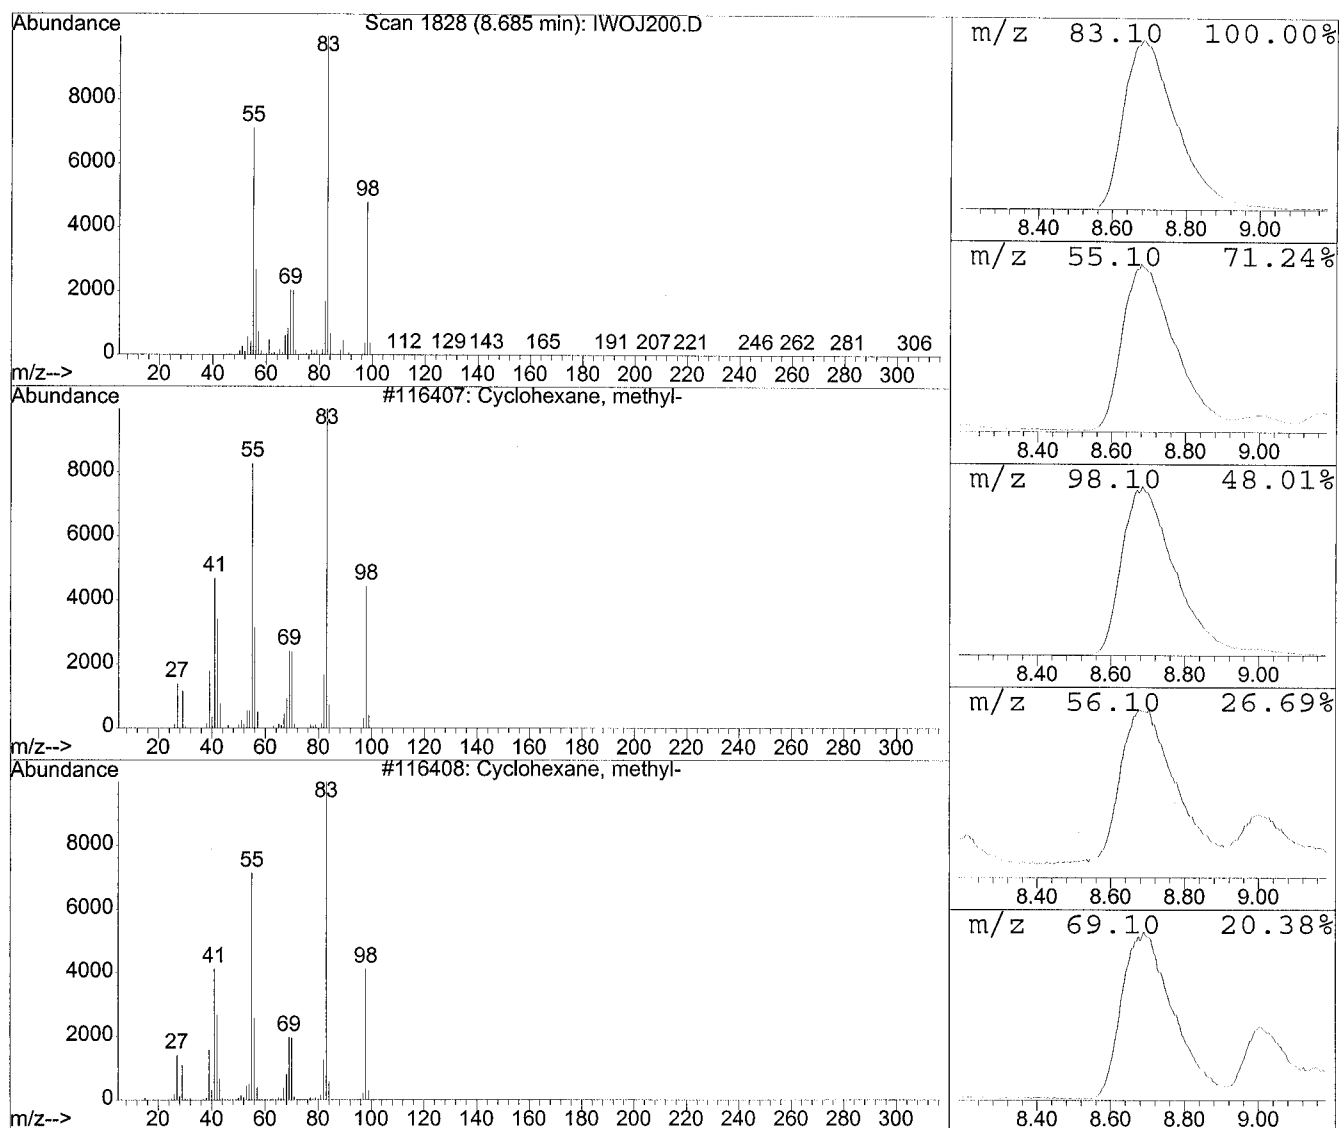 Abundance
Scan 1828 (8.685 min): IWOJ200.D
83
8000
55
6000
98
4000
69
2000
112 129 143 165 191 207 221 246 262 281 306
0
m/z--> 20 40 60 80 100 120 140 160 180 200 220 240 260 280 300
Abundance
#116407: Cyclohexane, methyl-
83
55
8000
6000
41
98
4000
69
2000
27
0
m/z--> 20 40 60 80 100 120 140 160 180 200 220 240 260 280 300
Abundance
#116408: Cyclohexane, methyl-
83
8000
55
6000
41
98
4000
2000
27
69
0
m/z--> 20 40 60 80 100 120 140 160 180 200 220 240 260 280 300
m/z 83.10 100.00%
8.40 8.60 8.80 9.00
m/z 55.10 71.24%
8.40 8.60 8.80 9.00
m/z 98.10 48.01%
8.40 8.60 8.80 9.00
m/z 56.10 26.69%
8.40 8.60 8.80 9.00
m/z 69.10 20.38%
8.40 8.60 8.80 9.00